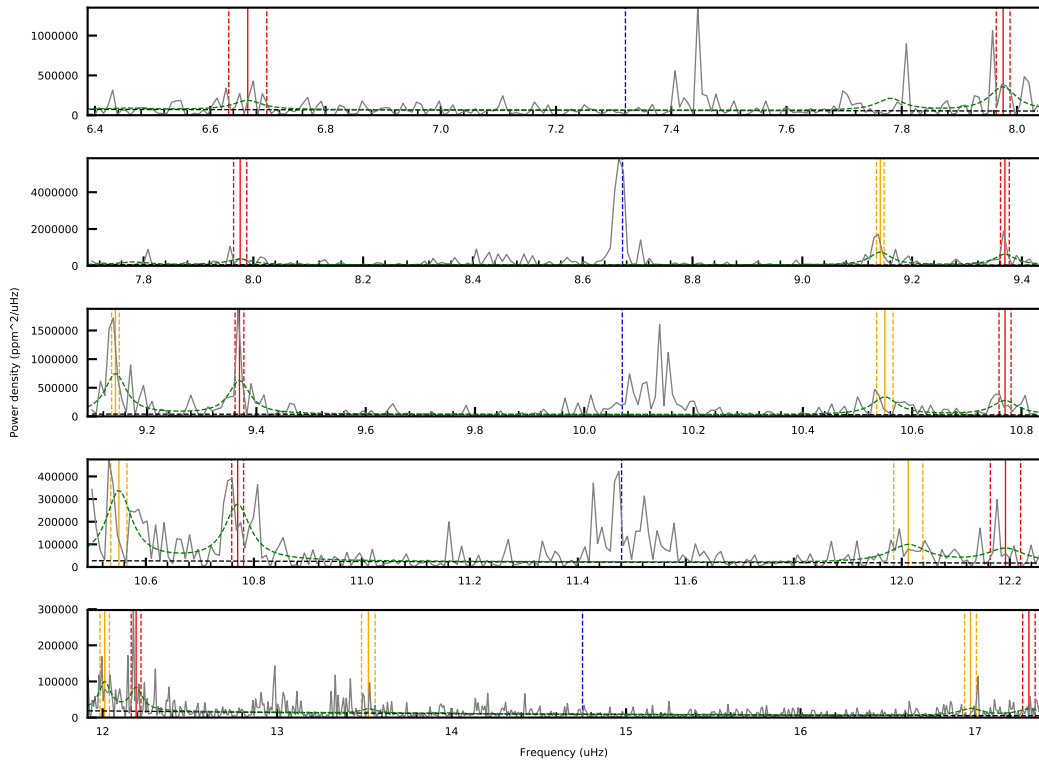 1000000
500000
0
6.4 6.6 6.8 7.0 7.2 7.4 7.6 7.8 8.0
4000000
2000000
0
7.8 8.0 8.2 8.4 8.6 8.8 9.0 9.2 9.4
Power density (ppm^2/uHz)
1500000
1000000
500000
0
9.2 9.4 9.6 9.8 10.0 10.2 10.4 10.6 10.8
400000
300000
200000
100000
0
10.6 10.8 11.0 11.2 11.4 11.6 11.8 12.0 12.2
300000
200000
100000
0
12 13 14 15 16 17
Frequency (uHz)